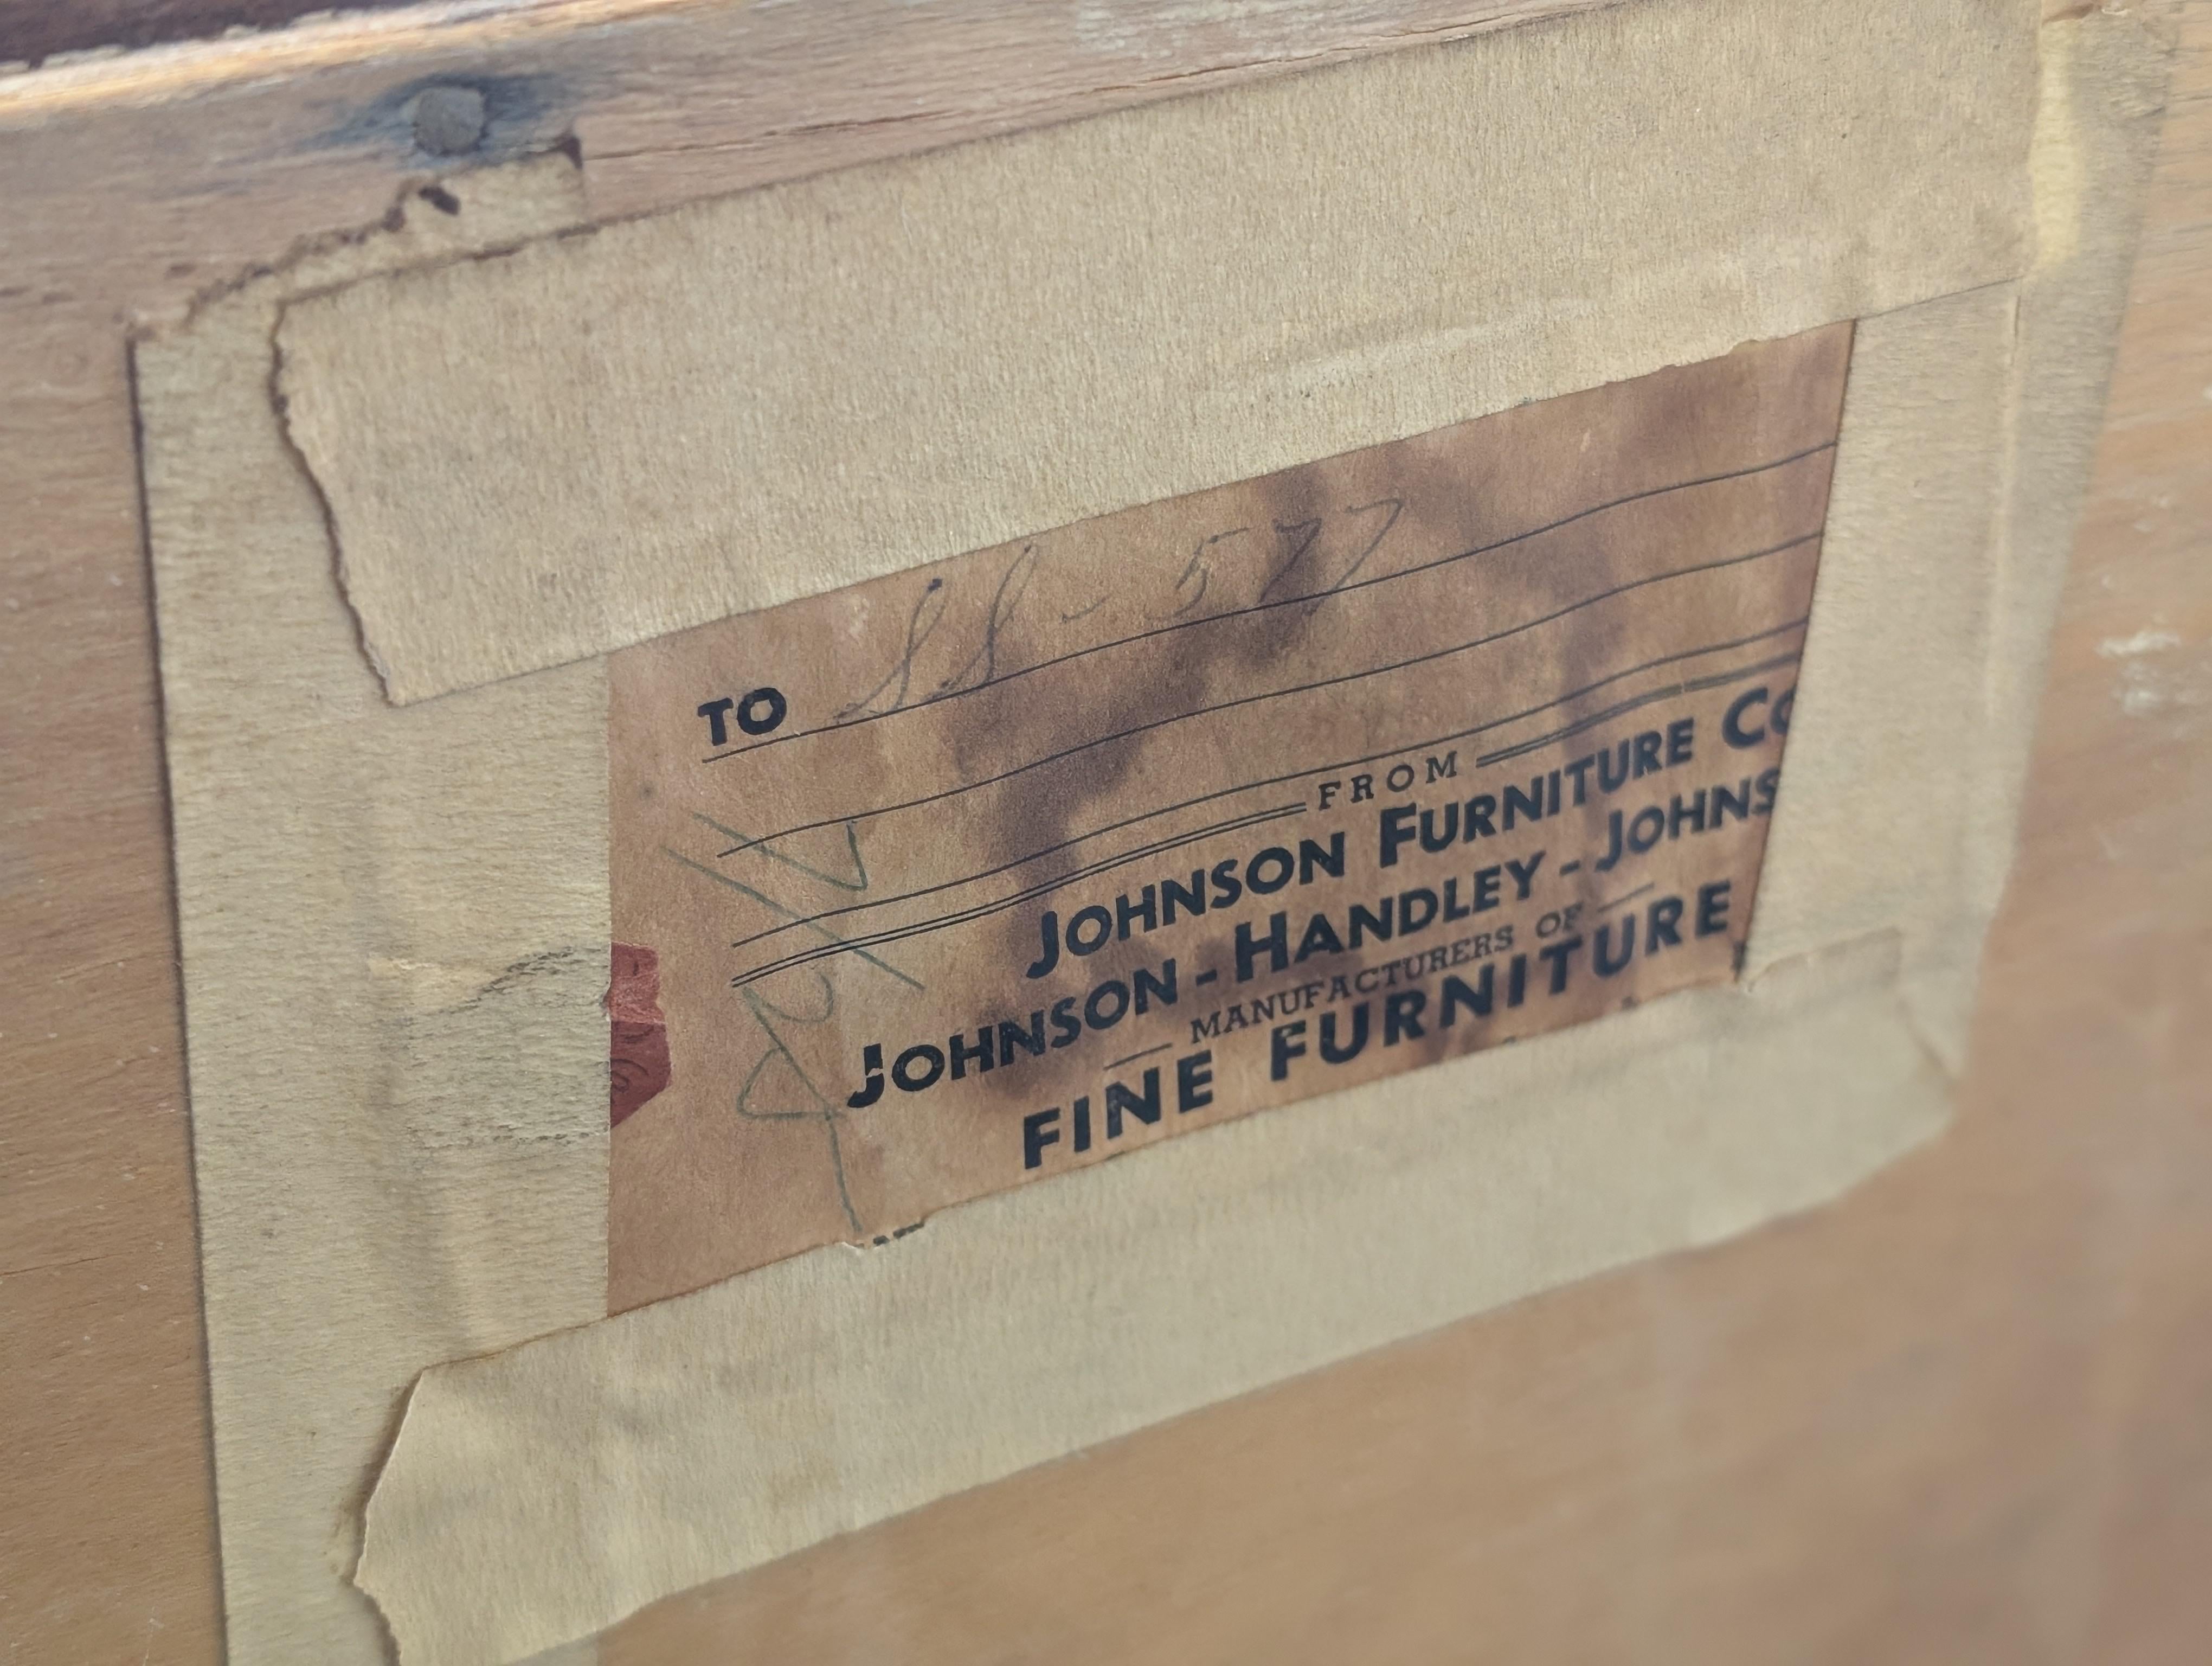 TO SS - 577
FROM
JOHNSON FURNITURE Co
JOHNSON - HANDLEY - JOHNS
MANUFACTURERS OF
FINE FURNITURE